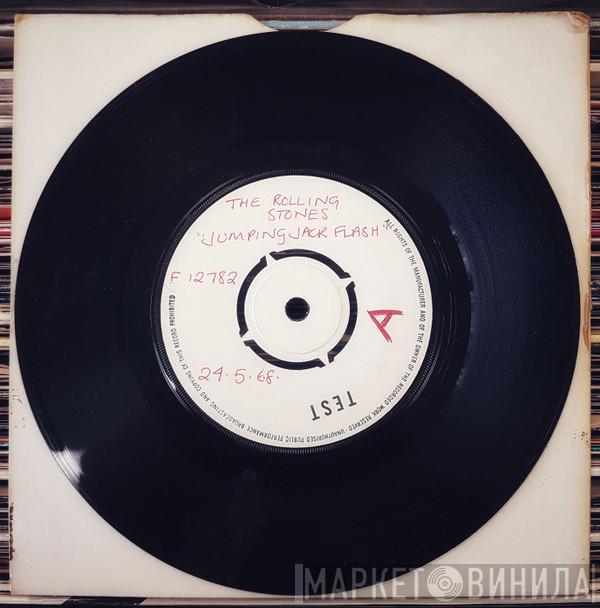 THE ROLLING
STONES
"JUMPING JACK FLASH"
F 12782
A
24.5.68.
TEST
ALL RIGHTS OF THE MANUFACTURER AND OF THE OWNER OF THE RECORDED WORK RESERVED · UNAUTHORISED PUBLIC PERFORMANCE BROADCASTING AND COPYING OF THIS RECORD PROHIBITED
МАРКЕТ ВИНИЛА